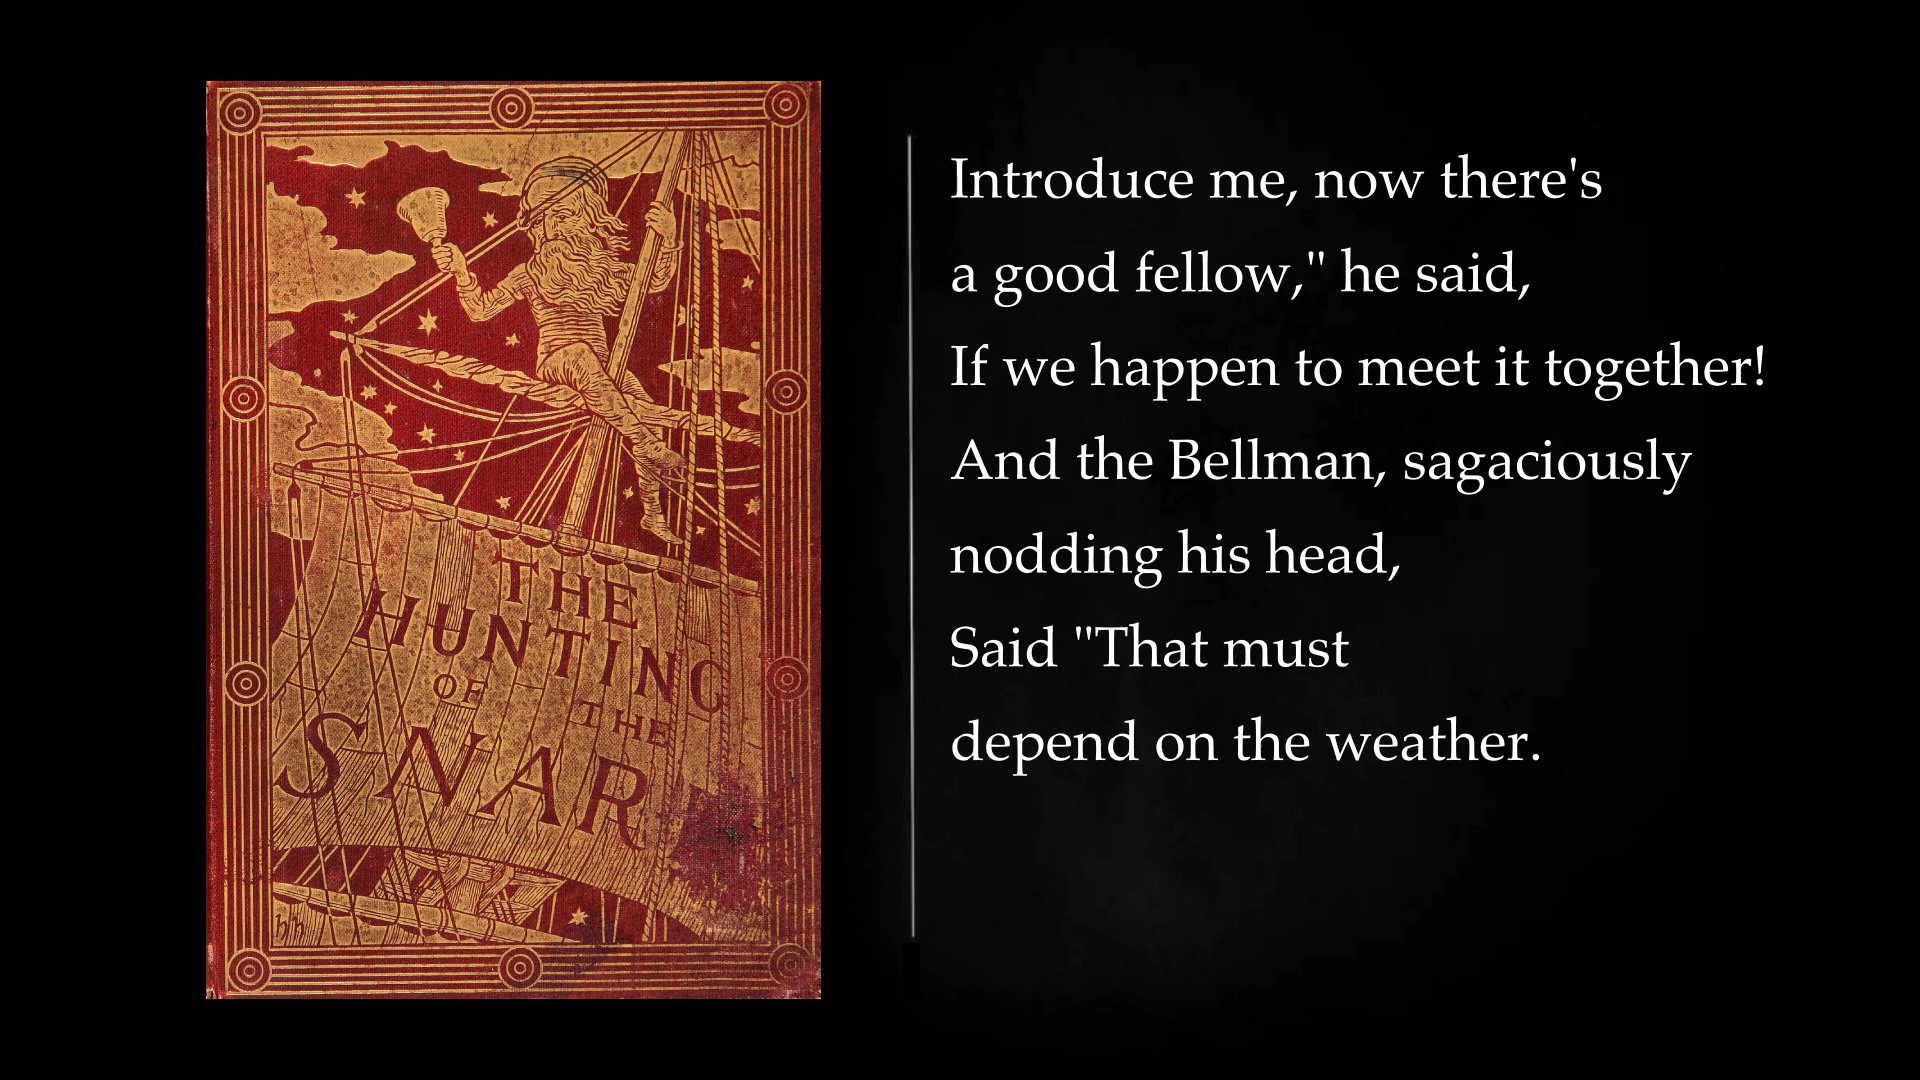 THE
HUNTING
OF THE
SNAR
Introduce me, now there's
a good fellow," he said,
If we happen to meet it together!
And the Bellman, sagaciously
nodding his head,
Said "That must
depend on the weather.